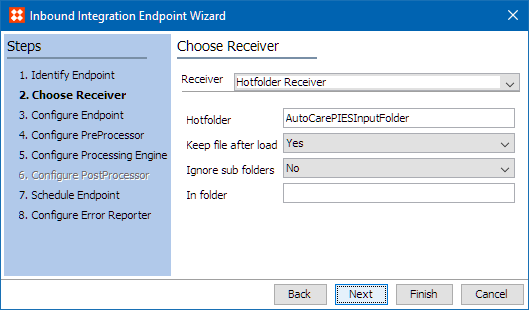 Inbound Integration Endpoint Wizard
Steps
1. Identify Endpoint
2. Choose Receiver
3. Configure Endpoint
4. Configure PreProcessor
5. Configure Processing Engine
6. Configure PostProcessor
7. Schedule Endpoint
8. Configure Error Reporter
Choose Receiver
Receiver Hotfolder Receiver
Hotfolder AutoCarePIESInputFolder
Keep file after load Yes
Ignore sub folders No
In folder
Back Next Finish Cancel